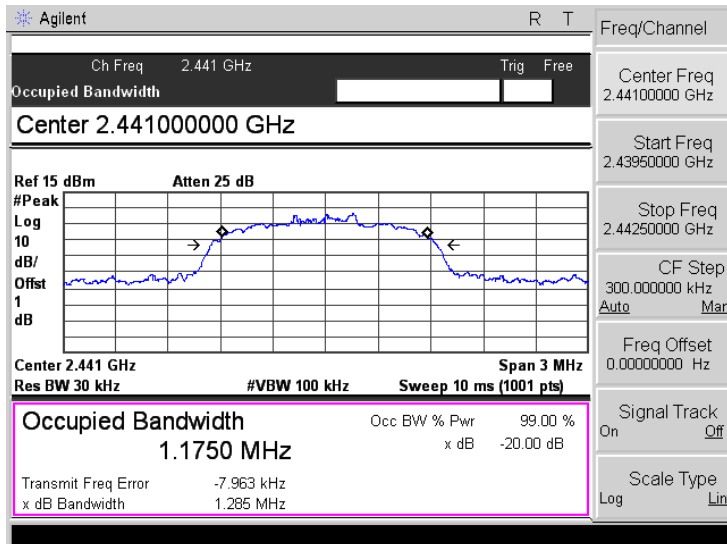 Agilent R T
Ch Freq 2.441 GHz Trig Free
Occupied Bandwidth
Center 2.441000000 GHz
Ref 15 dBm Atten 25 dB
#Peak
Log
10
dB/
Offst
1
dB
Center 2.441 GHz Span 3 MHz
Res BW 30 kHz #VBW 100 kHz Sweep 10 ms (1001 pts)
Occupied Bandwidth Occ BW % Pwr 99.00 %
1.1750 MHz x dB -20.00 dB
Transmit Freq Error -7.963 kHz
x dB Bandwidth 1.285 MHz
Freq/Channel
Center Freq
2.44100000 GHz
Start Freq
2.43950000 GHz
Stop Freq
2.44250000 GHz
CF Step
300.000000 kHz
Auto Man
Freq Offset
0.00000000 Hz
Signal Track
On Off
Scale Type
Log Lin